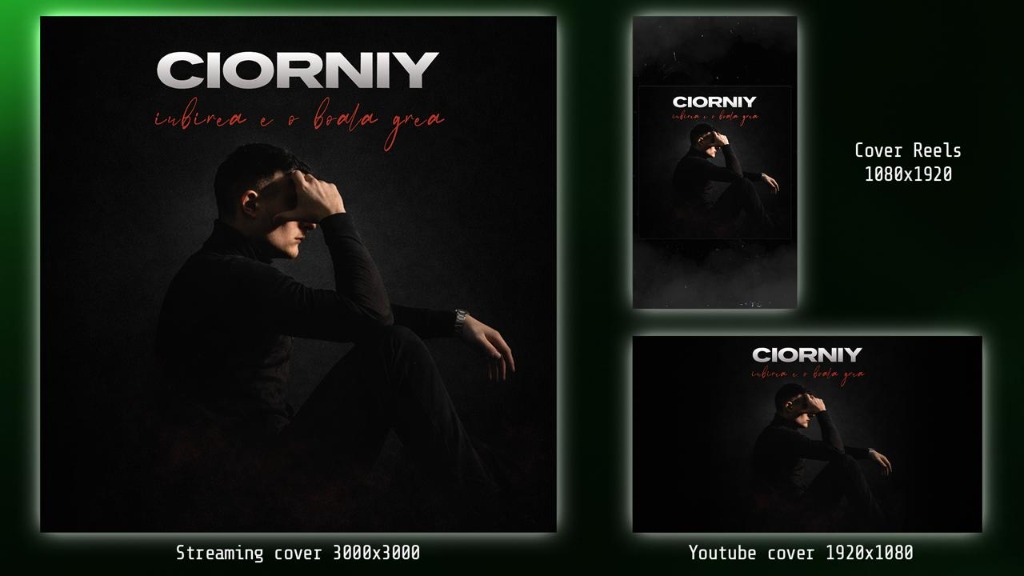 CIORNIY
iubirea e o boala grea
Streaming cover 3000x3000
CIORNIY
iubirea e o boala grea
Cover Reels
1080x1920
CIORNIY
iubirea e o boala grea
Youtube cover 1920x1080